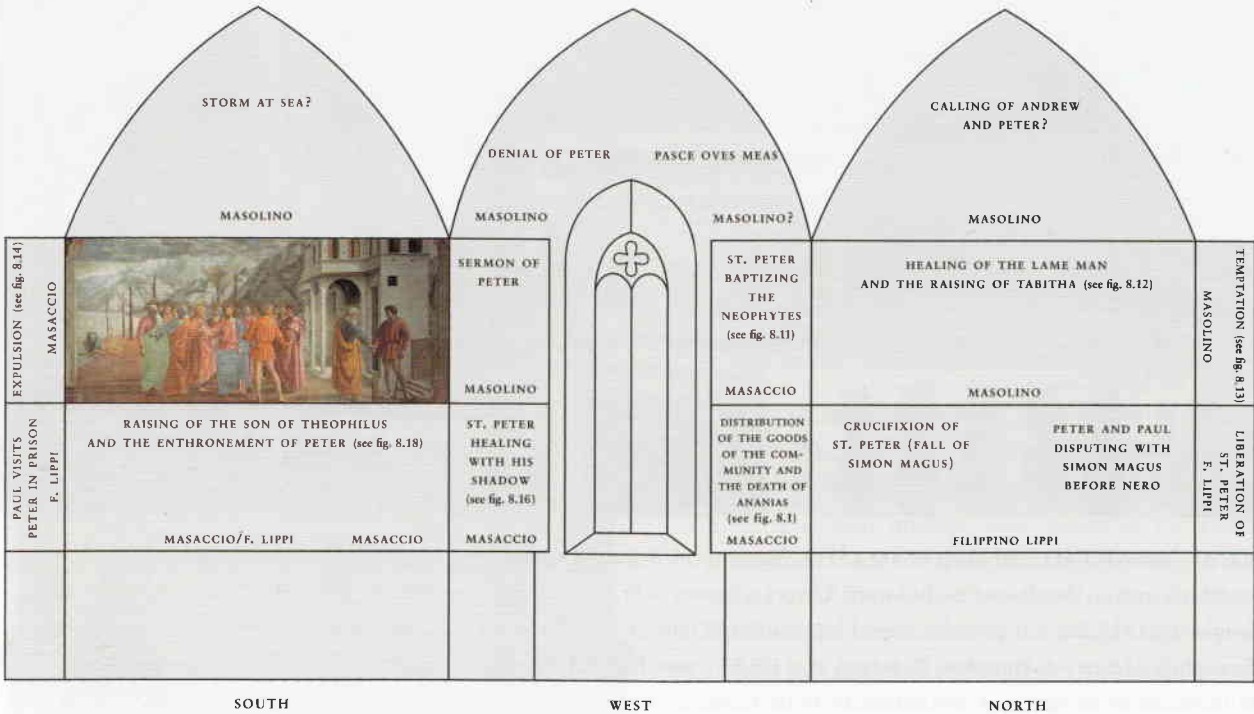 STORM AT SEA?
MASOLINO
DENIAL OF PETER
PASCE OVES MEAS
MASOLINO
MASOLINO?
CALLING OF ANDREW
AND PETER?
MASOLINO
EXPULSION (see fig. 8.14)
MASACCIO
SERMON OF
PETER
MASOLINO
ST. PETER
BAPTIZING
THE
NEOPHYTES
(see fig. 8.11)
MASACCIO
HEALING OF THE LAME MAN
AND THE RAISING OF TABITHA (see fig. 8.12)
MASOLINO
TEMPTATION (see fig. 8.13)
MASOLINO
PAUL VISITS
PETER IN PRISON
F. LIPPI
RAISING OF THE SON OF THEOPHILUS
AND THE ENTHRONEMENT OF PETER (see fig. 8.18)
MASACCIO/F. LIPPI
MASACCIO
ST. PETER
HEALING
WITH HIS
SHADOW
(see fig. 8.16)
MASACCIO
DISTRIBUTION
OF THE GOODS
OF THE COM-
MUNITY AND
THE DEATH OF
ANANIAS
(see fig. 8.1)
MASACCIO
CRUCIFIXION OF
ST. PETER (FALL OF
SIMON MAGUS)
PETER AND PAUL
DISPUTING WITH
SIMON MAGUS
BEFORE NERO
FILIPPINO LIPPI
LIBERATION OF
ST. PETER
F. LIPPI
SOUTH
WEST
NORTH